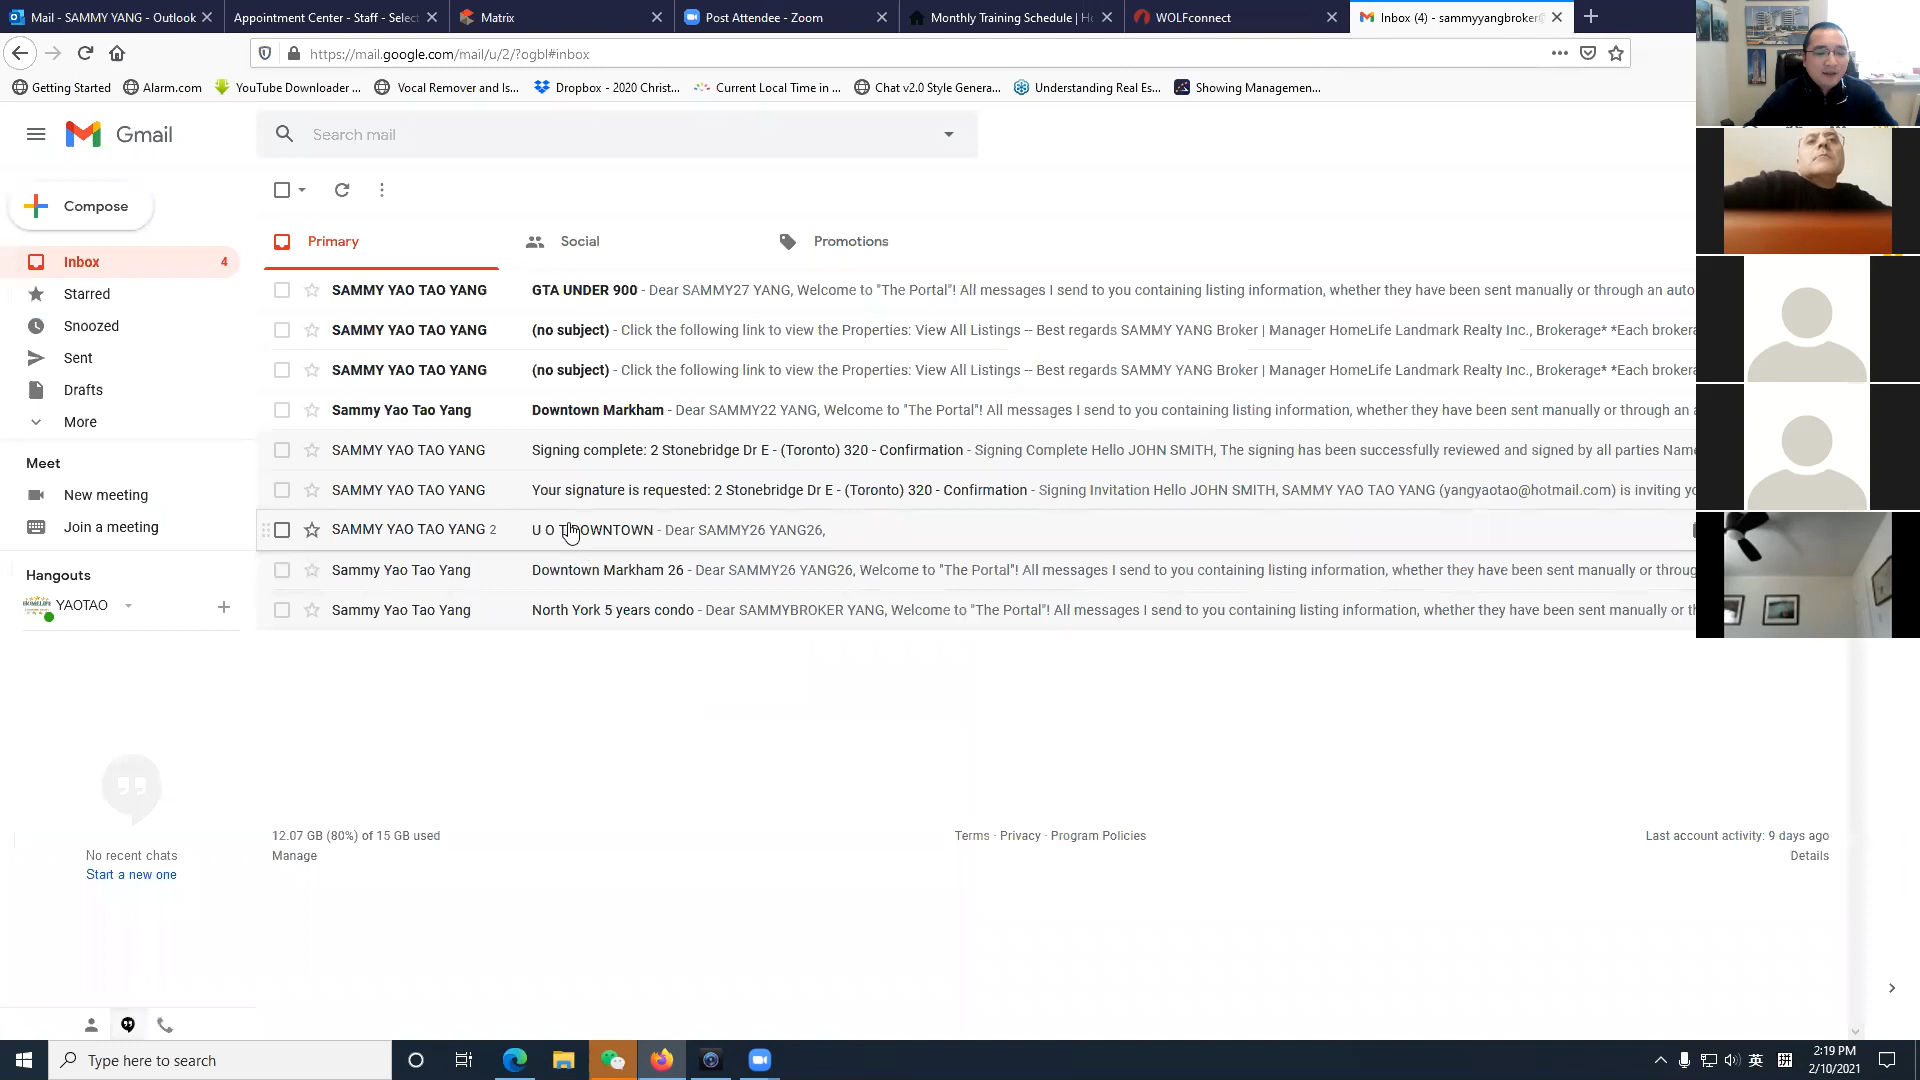 Mail - SAMMY YANG - Outlook
Appointment Center - Staff - Selec
Matrix
Post Attendee - Zoom
Monthly Training Schedule | H
WOLFconnect
Inbox (4) - sammyyangbroker@
https://mail.google.com/mail/u/2/?ogbl#inbox
Getting Started
Alarm.com
YouTube Downloader ...
Vocal Remover and Is...
Dropbox - 2020 Christ...
Current Local Time in ...
Chat v2.0 Style Genera...
Understanding Real Es...
Showing Managemen...
Gmail
Search mail
Compose
Primary
Social
Promotions
Inbox 4
Starred
Snoozed
Sent
Drafts
More
SAMMY YAO TAO YANG GTA UNDER 900 - Dear SAMMY27 YANG, Welcome to "The Portal"! All messages I send to you containing listing information, whether they have been sent manually or through an auto
SAMMY YAO TAO YANG (no subject) - Click the following link to view the Properties: View All Listings -- Best regards SAMMY YANG Broker | Manager HomeLife Landmark Realty Inc., Brokerage* *Each brokera
SAMMY YAO TAO YANG (no subject) - Click the following link to view the Properties: View All Listings -- Best regards SAMMY YANG Broker | Manager HomeLife Landmark Realty Inc., Brokerage* *Each brokera
Sammy Yao Tao Yang Downtown Markham - Dear SAMMY22 YANG, Welcome to "The Portal"! All messages I send to you containing listing information, whether they have been sent manually or through an a
SAMMY YAO TAO YANG Signing complete: 2 Stonebridge Dr E - (Toronto) 320 - Confirmation - Signing Complete Hello JOHN SMITH, The signing has been successfully reviewed and signed by all parties Name
SAMMY YAO TAO YANG Your signature is requested: 2 Stonebridge Dr E - (Toronto) 320 - Confirmation - Signing Invitation Hello JOHN SMITH, SAMMY YAO TAO YANG (yangyaotao@hotmail.com) is inviting y
SAMMY YAO TAO YANG 2 U O T DOWNTOWN - Dear SAMMY26 YANG26,
Sammy Yao Tao Yang Downtown Markham 26 - Dear SAMMY26 YANG26, Welcome to "The Portal"! All messages I send to you containing listing information, whether they have been sent manually or throug
Sammy Yao Tao Yang North York 5 years condo - Dear SAMMYBROKER YANG, Welcome to "The Portal"! All messages I send to you containing listing information, whether they have been sent manually or t
Meet
New meeting
Join a meeting
Hangouts
YAOTAO
No recent chats
Start a new one
12.07 GB (80%) of 15 GB used
Manage
Terms · Privacy · Program Policies
Last account activity: 9 days ago
Details
Type here to search
英
拼
2:19 PM
2/10/2021